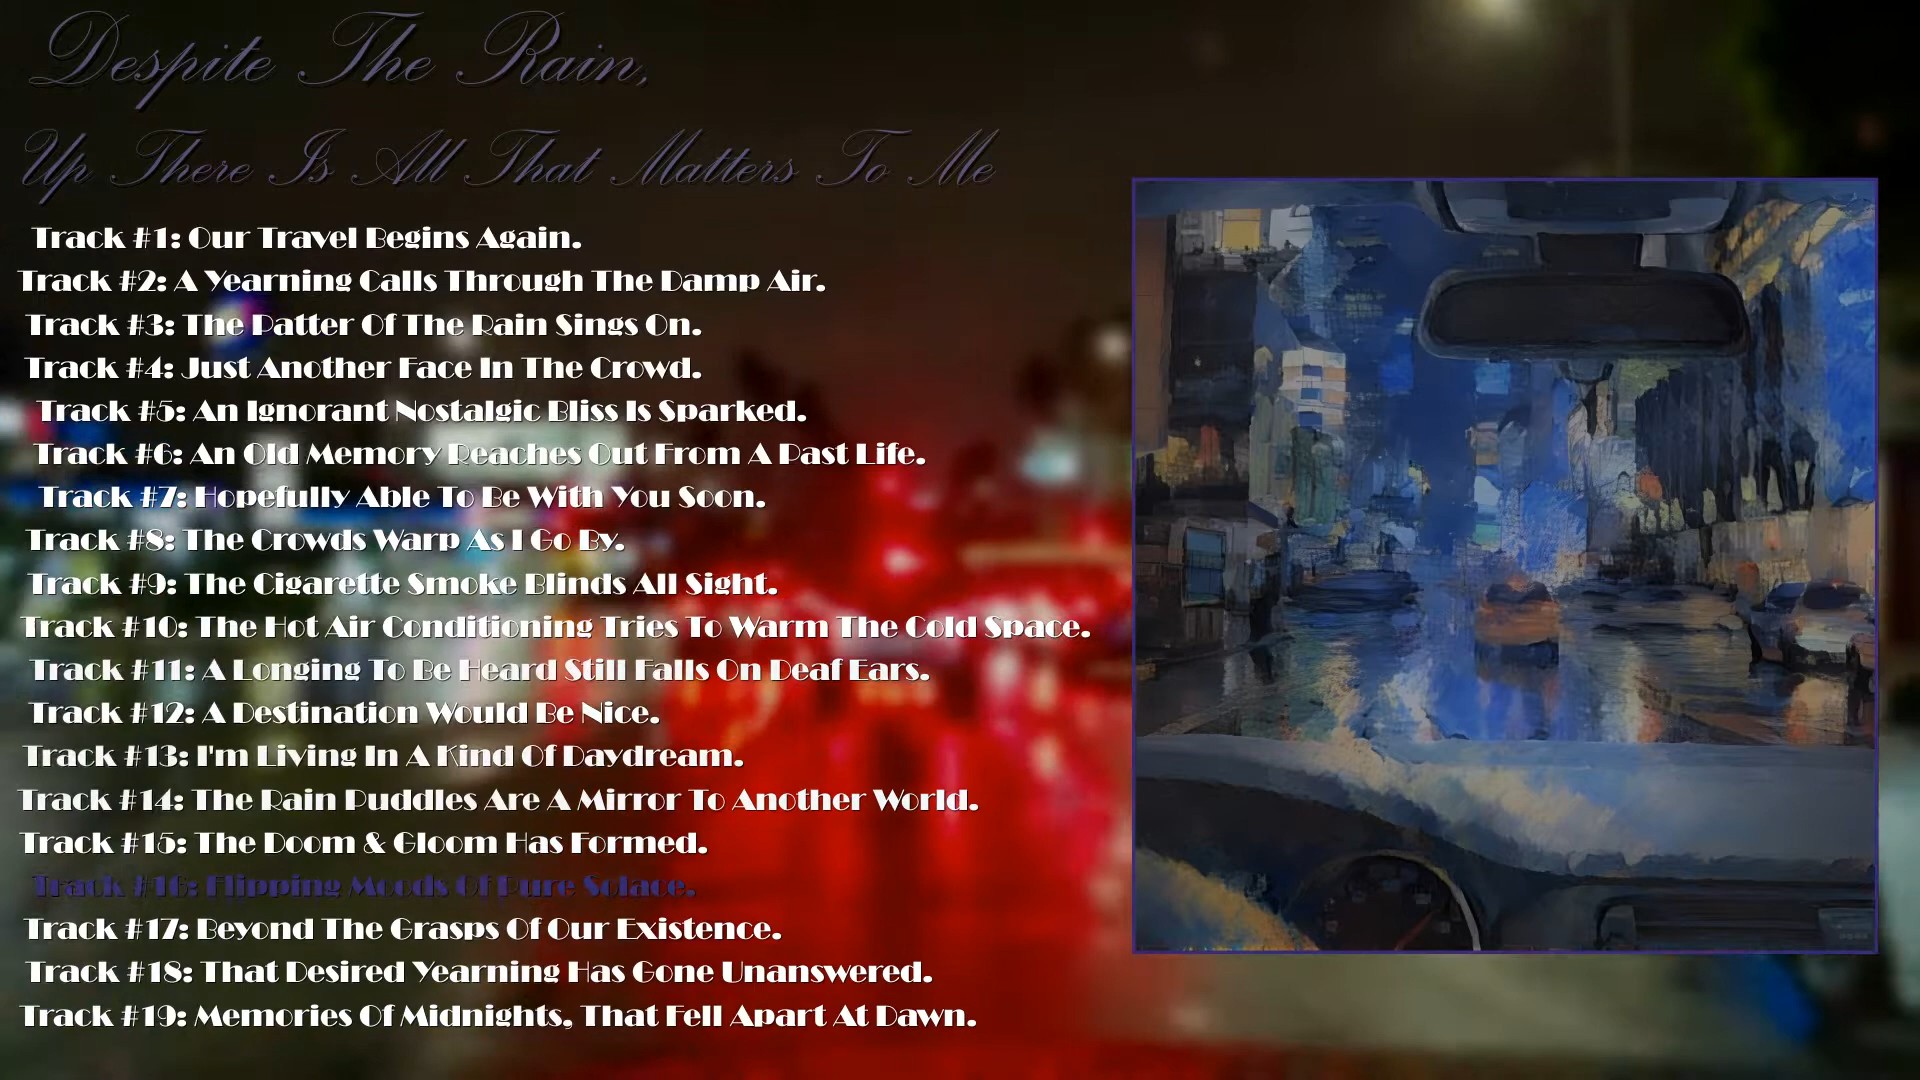 Despite The Rain,
Up There Is All That Matters To Me
Track #1: Our Travel Begins Again.
Track #2: A Yearning Calls Through The Damp Air.
Track #3: The Patter Of The Rain Sings On.
Track #4: Just Another Face In The Crowd.
Track #5: An Ignorant Nostalgic Bliss Is Sparked.
Track #6: An Old Memory Reaches Out From A Past Life.
Track #7: Hopefully Able To Be With You Soon.
Track #8: The Crowds Warp As I Go By.
Track #9: The Cigarette Smoke Blinds All Sight.
Track #10: The Hot Air Conditioning Tries To Warm The Cold Space.
Track #11: A Longing To Be Heard Still Falls On Deaf Ears.
Track #12: A Destination Would Be Nice.
Track #13: I'm Living In A Kind Of Daydream.
Track #14: The Rain Puddles Are A Mirror To Another World.
Track #15: The Doom & Gloom Has Formed.
Track #16: Flipping Moods Of Pure Solace.
Track #17: Beyond The Grasps Of Our Existence.
Track #18: That Desired Yearning Has Gone Unanswered.
Track #19: Memories Of Midnights, That Fell Apart At Dawn.